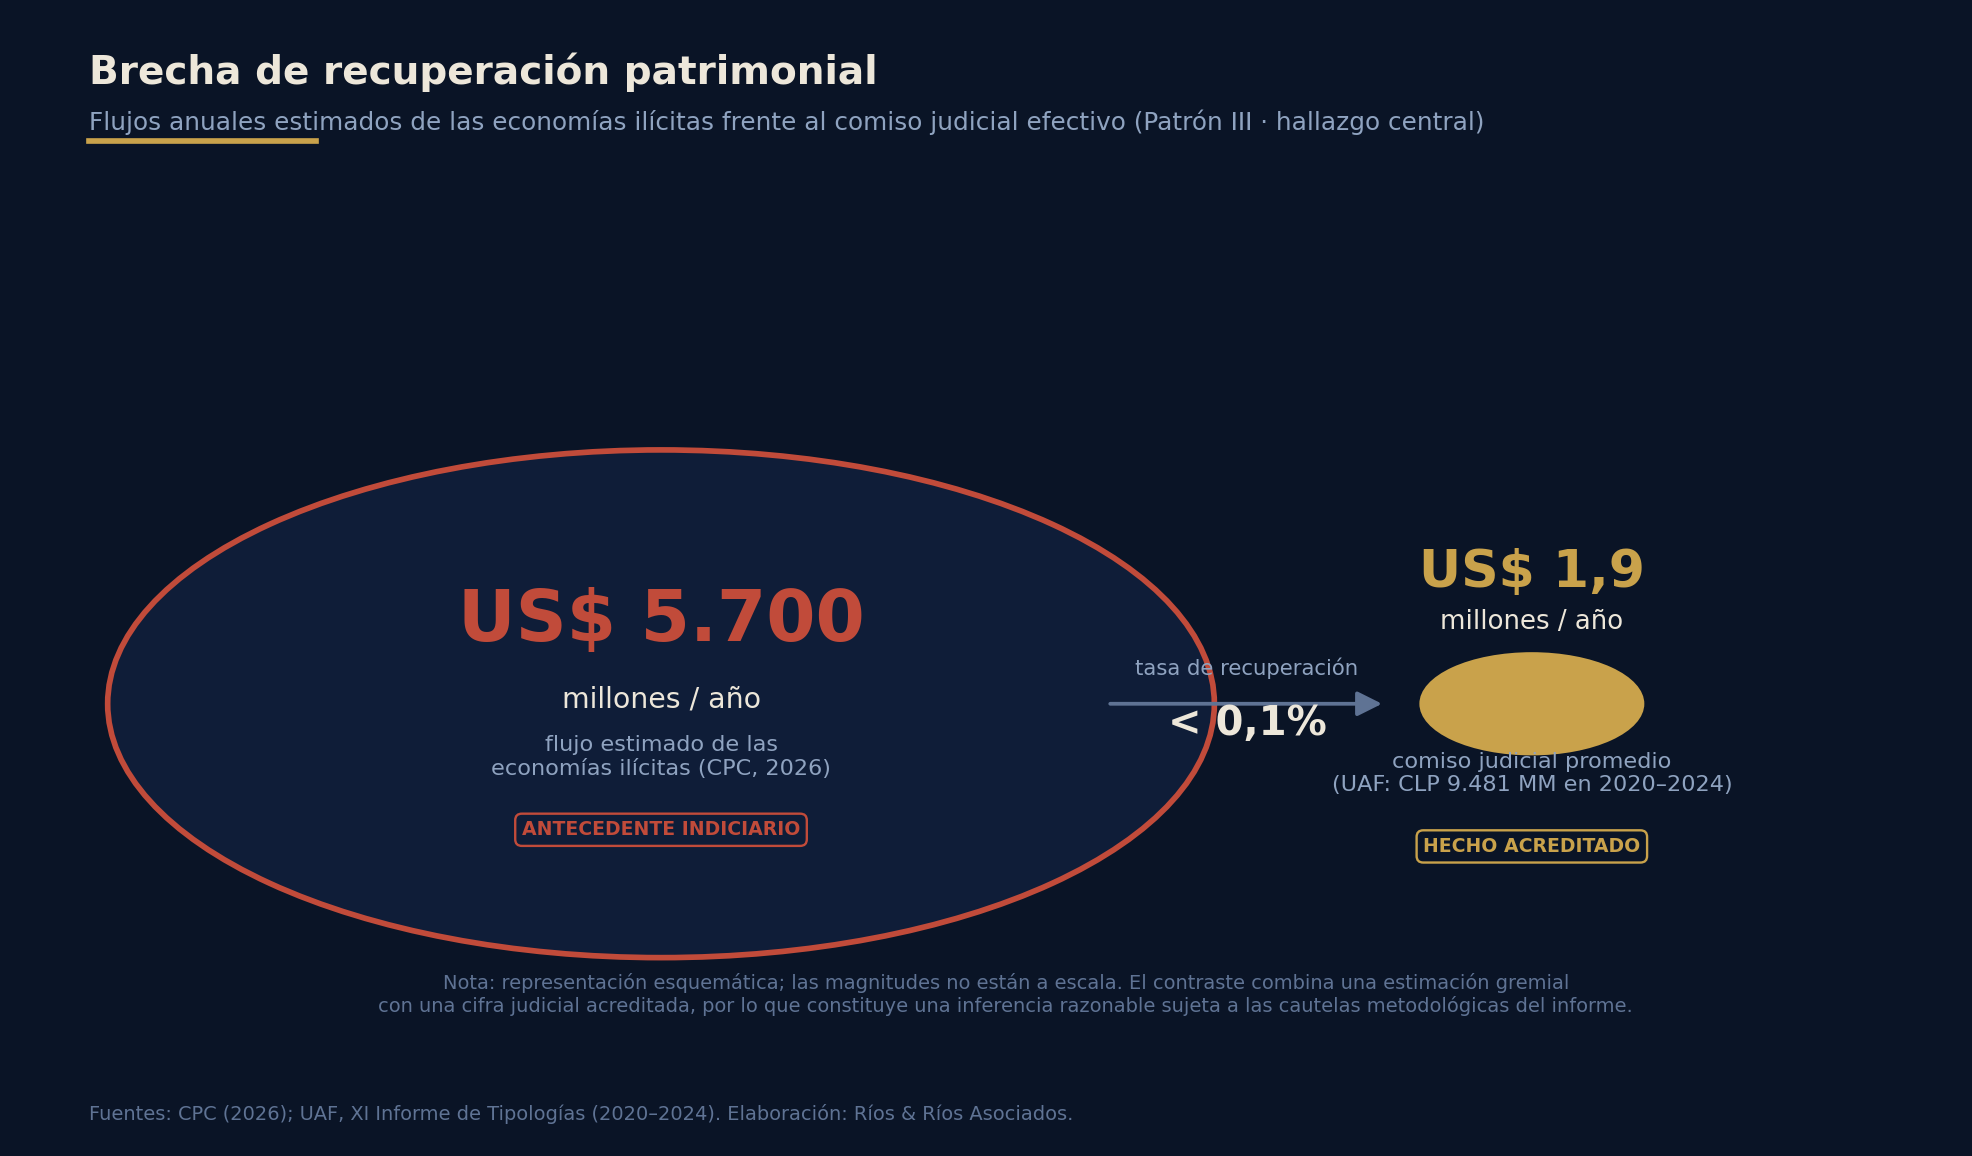 Brecha de recuperación patrimonial
Flujos anuales estimados de las economías ilícitas frente al comiso judicial efectivo (Patrón III · hallazgo central)
US$ 5.700
millones / año
flujo estimado de las
economías ilícitas (CPC, 2026)
ANTECEDENTE INDICIARIO
tasa de recuperación
< 0,1%
US$ 1,9
millones / año
comiso judicial promedio
(UAF: CLP 9.481 MM en 2020–2024)
HECHO ACREDITADO
Nota: representación esquemática; las magnitudes no están a escala. El contraste combina una estimación gremial
con una cifra judicial acreditada, por lo que constituye una inferencia razonable sujeta a las cautelas metodológicas del informe.
Fuentes: CPC (2026); UAF, XI Informe de Tipologías (2020–2024). Elaboración: Ríos & Ríos Asociados.